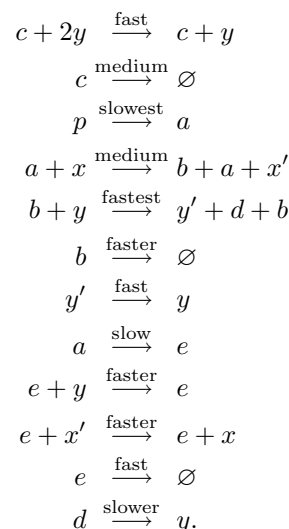 c + 2y fast⟶ c + y
c medium⟶ ∅
p slowest⟶ a
a + x medium⟶ b + a + x′
b + y fastest⟶ y′ + d + b
b faster⟶ ∅
y′ fast⟶ y
a slow⟶ e
e + y faster⟶ e
e + x′ faster⟶ e + x
e fast⟶ ∅
d slower⟶ y.